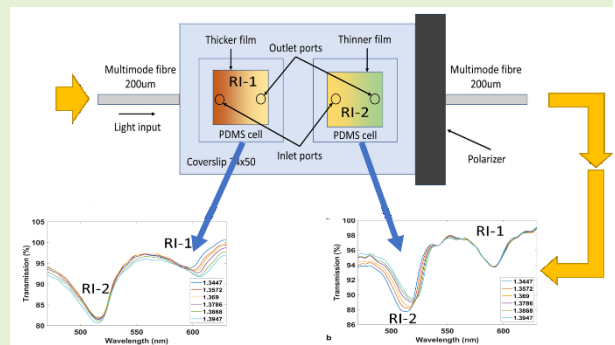 Thicker film
Outlet ports
Thinner film
Multimode fibre
200um
RI-1
RI-2
Multimode fibre
200um
Light input
PDMS cell
PDMS cell
Inlet ports
Coverslip 24x50
Polarizer
105
100
95
90
85
80
Transmission (%)
RI-1
RI-2
1.3447
1.3572
1.369
1.3786
1.3868
1.3947
500
550
600
Wavelength (nm)
100
98
96
94
92
90
88
86
Transmission (%)
RI-1
RI-2
1.3447
1.3572
1.369
1.3786
1.3868
1.3947
500
550
600
Wavelength (nm)
b